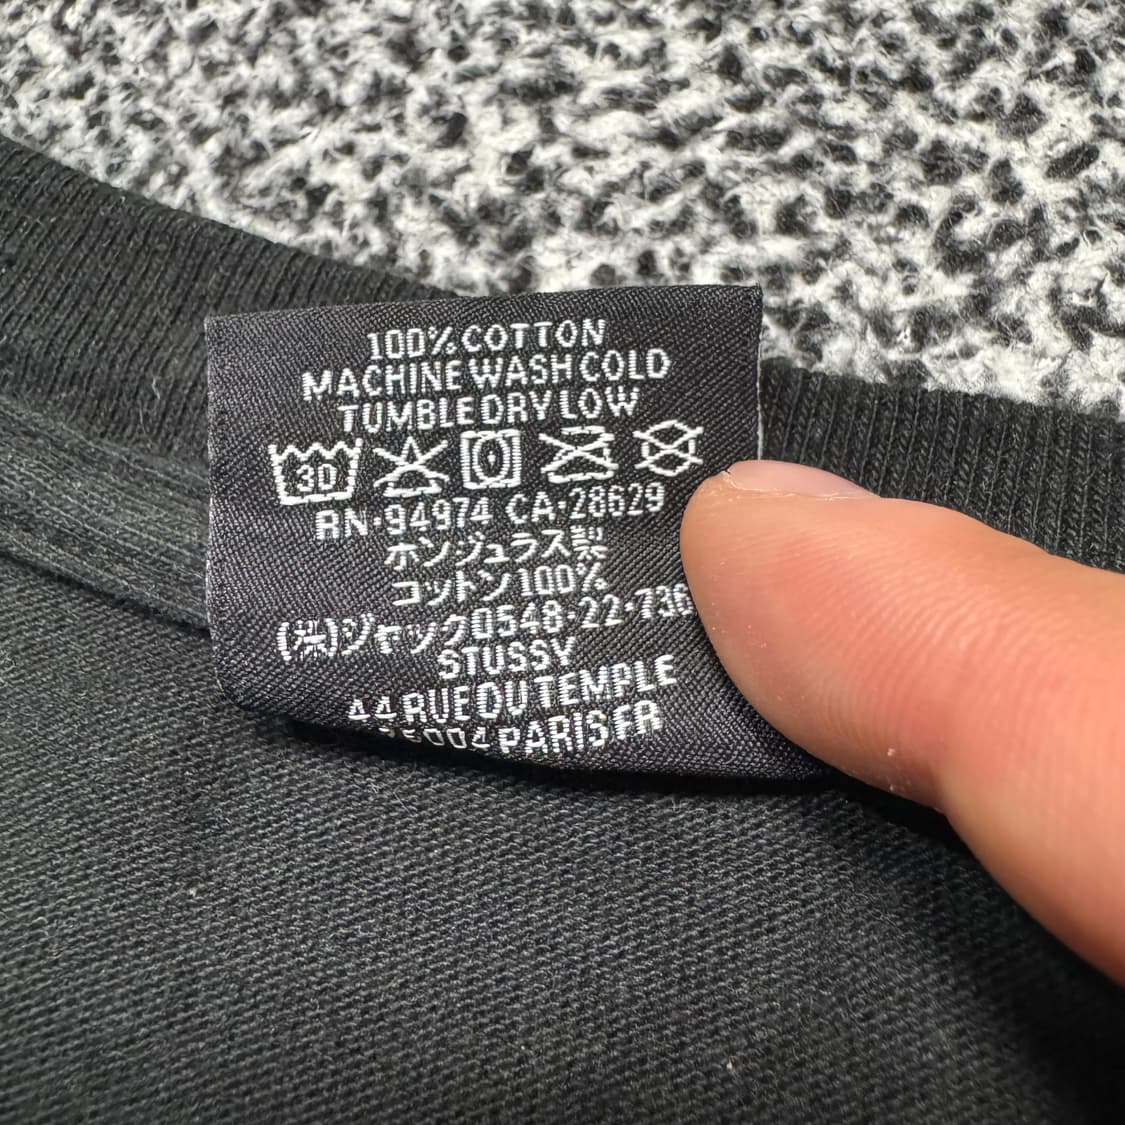 100% COTTON
MACHINE WASH COLD
TUMBLE DRY LOW
30
RN·94974 CA·28629
ホンジュラス製
コットン100%
(株)ジャック0548·22·736
STUSSY
44 RUE DU TEMPLE
PARIS FR